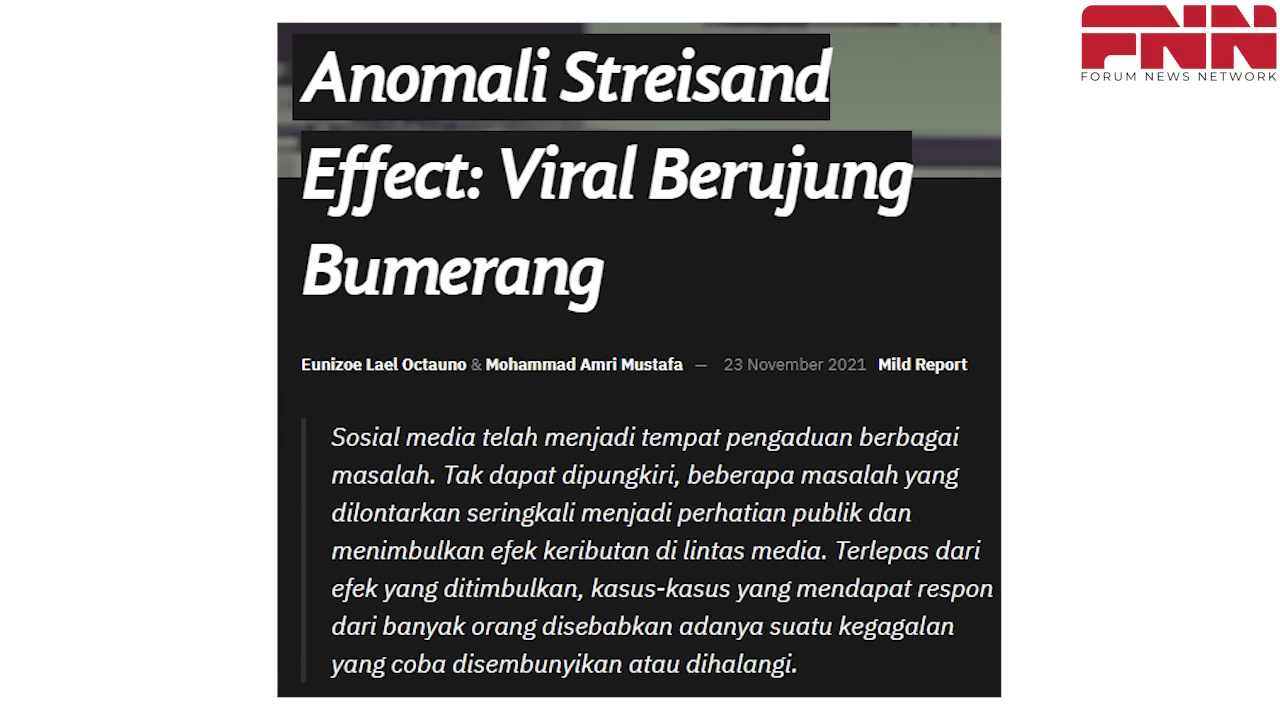 FNN
FORUM NEWS NETWORK
Anomali Streisand
Effect: Viral Berujung
Bumerang
Eunizoe Lael Octauno & Mohammad Amri Mustafa — 23 November 2021 Mild Report
Sosial media telah menjadi tempat pengaduan berbagai
masalah. Tak dapat dipungkiri, beberapa masalah yang
dilontarkan seringkali menjadi perhatian publik dan
menimbulkan efek keributan di lintas media. Terlepas dari
efek yang ditimbulkan, kasus-kasus yang mendapat respon
dari banyak orang disebabkan adanya suatu kegagalan
yang coba disembunyikan atau dihalangi.